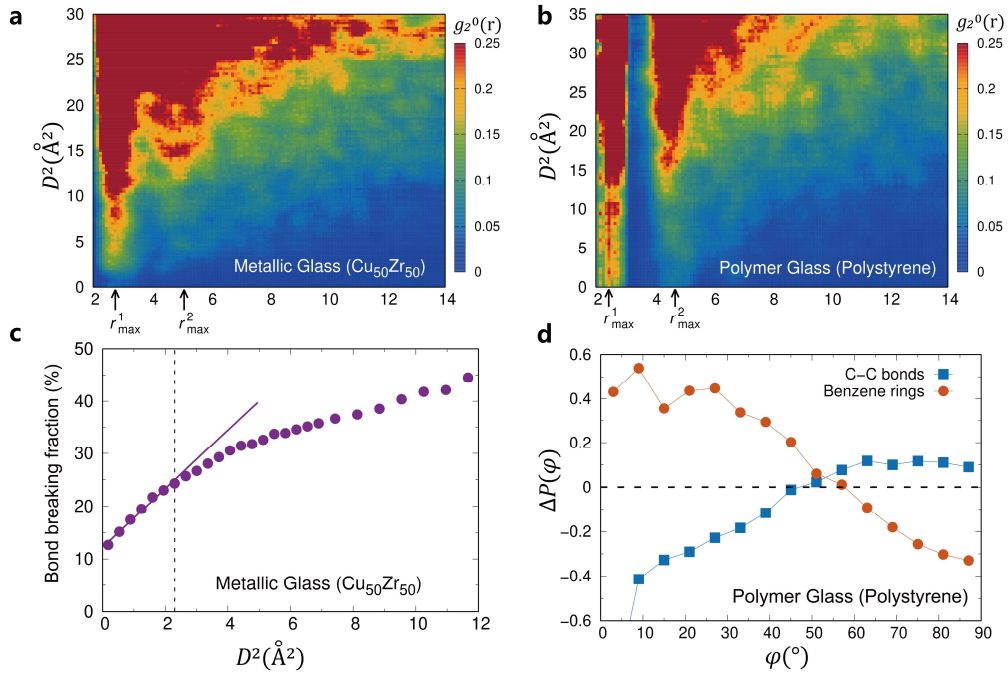 a
g₂⁰(r)
30
25
20
15
10
5
0
D²(Å²)
0.25
0.2
0.15
0.1
0.05
0
Metallic Glass (Cu₅₀Zr₅₀)
2 4 6 8 10 12 14
r¹max r²max
b
g₂⁰(r)
35
30
25
20
15
10
5
0
D²(Å²)
0.25
0.2
0.15
0.1
0.05
0
Polymer Glass (Polystyrene)
2 4 6 8 10 12 14
r¹max r²max
c
50
40
30
20
10
0
Bond breaking fraction (%)
Metallic Glass (Cu₅₀Zr₅₀)
0 2 4 6 8 10 12
D²(Å²)
d
0.6
0.4
0.2
0
-0.2
-0.4
-0.6
ΔP(φ)
C–C bonds
Benzene rings
Polymer Glass (Polystyrene)
0 10 20 30 40 50 60 70 80 90
φ(°)